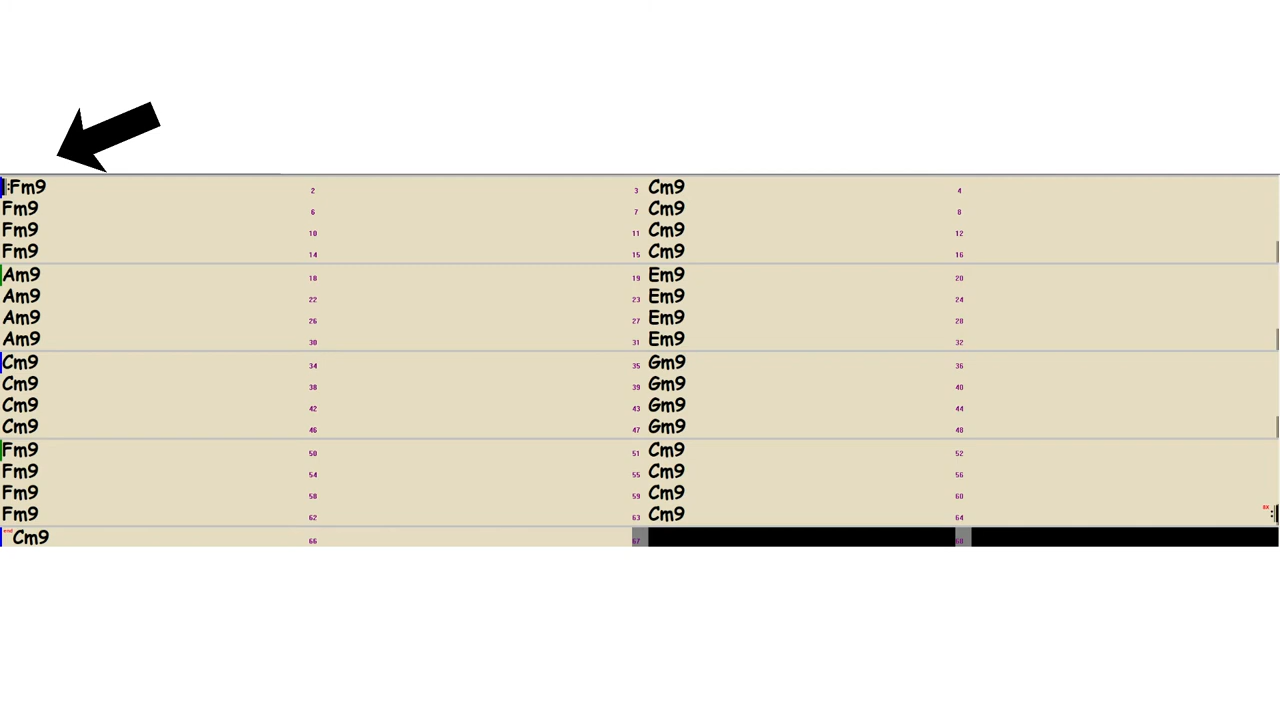 Fm9 2 3 Cm9 4
Fm9 6 7 Cm9 8
Fm9 10 11 Cm9 12
Fm9 14 15 Cm9 16
Am9 18 19 Em9 20
Am9 22 23 Em9 24
Am9 26 27 Em9 28
Am9 30 31 Em9 32
Cm9 34 35 Gm9 36
Cm9 38 39 Gm9 40
Cm9 42 43 Gm9 44
Cm9 46 47 Gm9 48
Fm9 50 51 Cm9 52
Fm9 54 55 Cm9 56
Fm9 58 59 Cm9 60
Fm9 62 63 Cm9 64 8x
end Cm9 66 67 68